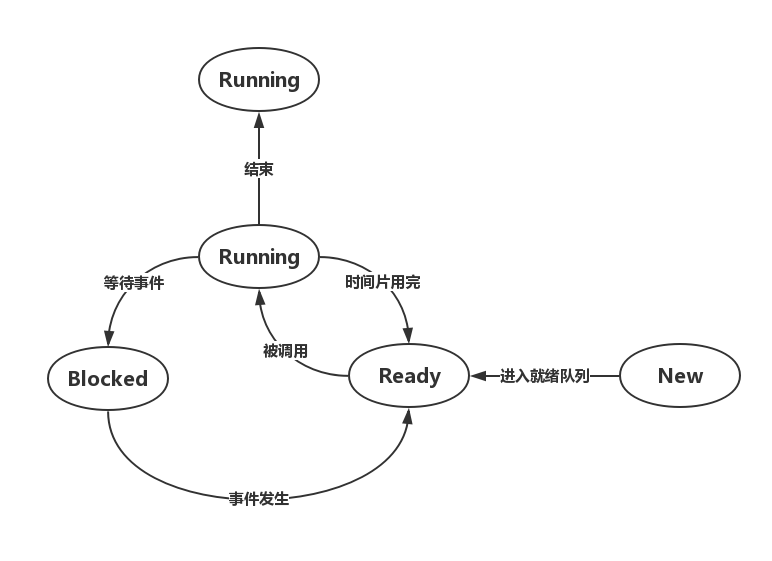 Running
结束
Running
等待事件
时间片用完
被调用
Blocked
Ready
进入就绪队列
New
事件发生